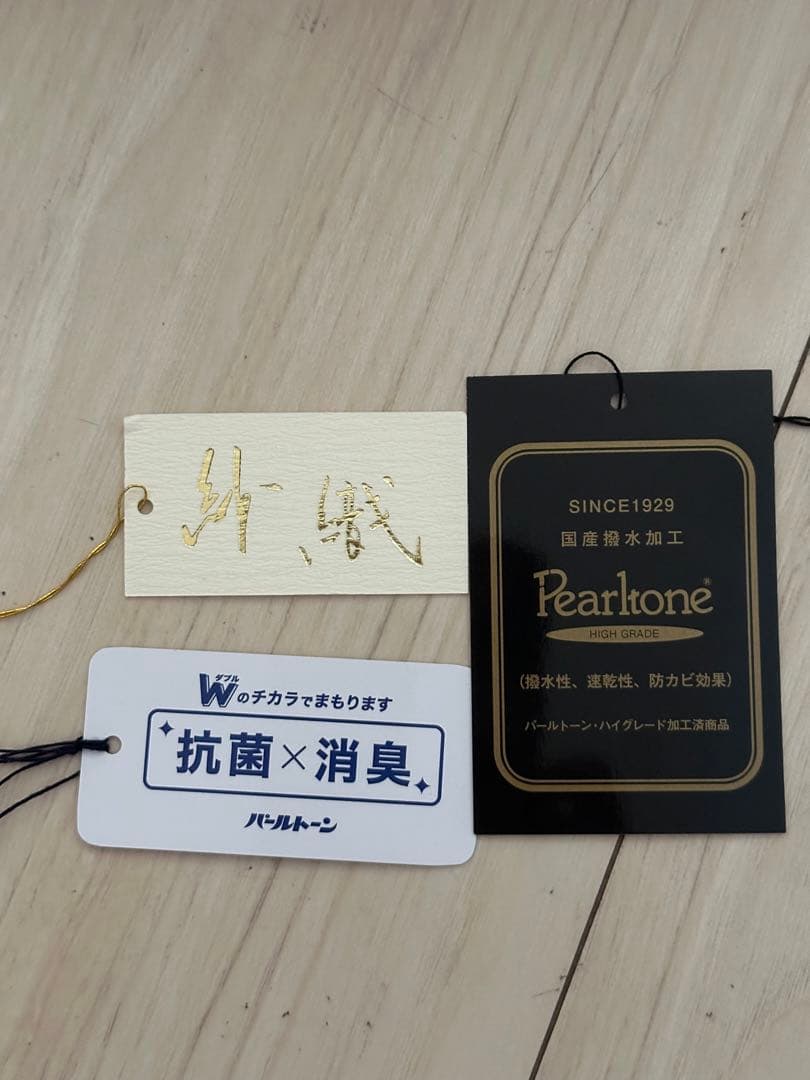 SINCE1929
国産撥水加工
Pearltone®
HIGH GRADE
(撥水性、速乾性、防カビ効果)
パールトーン・ハイグレード加工済商品
ダブル
Wのチカラでまもります
抗菌×消臭
パールトーン